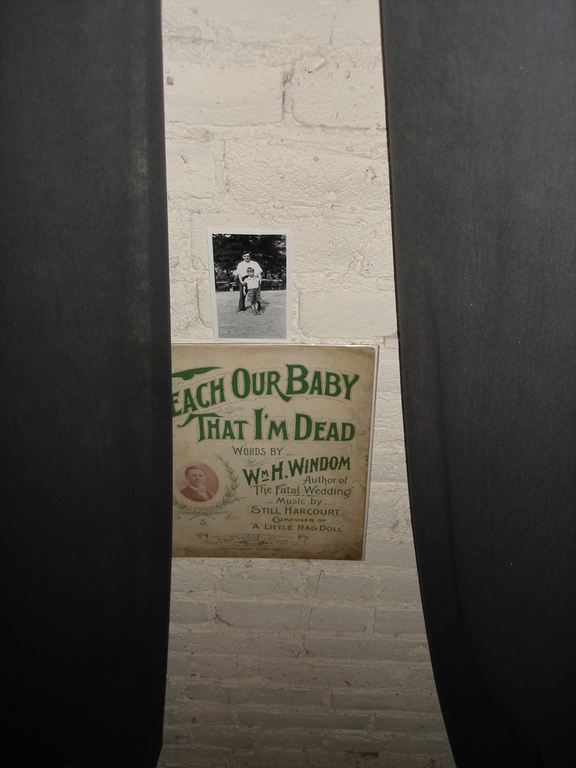 EACH OUR BABY
THAT I'M DEAD
WORDS BY
WM H. WINDOM
Author of
"The Fatal Wedding"
Music by
STILL HARCOURT
COMPOSER OF
"A LITTLE RAG DOLL"
5